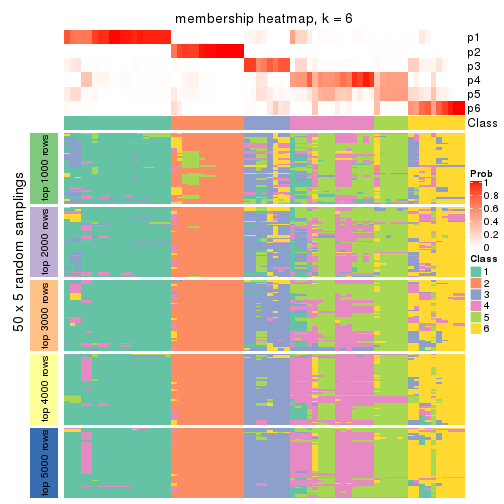 membership heatmap, k = 6
p1
p2
p3
p4
p5
p6
Class
50 x 5 random samplings
top 1000 rows
top 2000 rows
top 3000 rows
top 4000 rows
top 5000 rows
Prob
1
0.8
0.6
0.4
0.2
0
Class
1
2
3
4
5
6